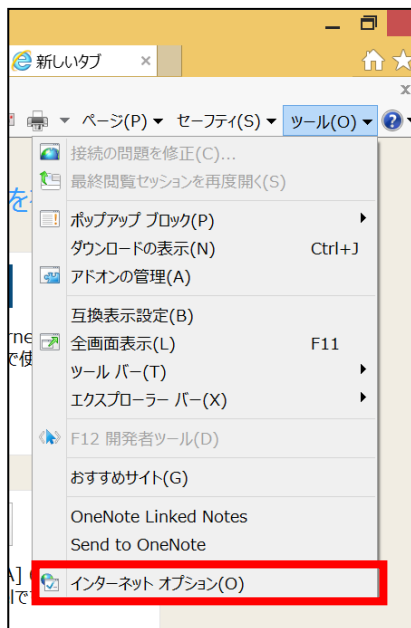 新しいタブ
ページ(P) セーフティ(S) ツール(O)
接続の問題を修正(C)...
最終閲覧セッションを再度開く(S)
を
ポップアップ ブロック(P)
ダウンロードの表示(N) Ctrl+J
アドオンの管理(A)
互換表示設定(B)
rne
全画面表示(L) F11
で使
ツール バー(T)
エクスプローラー バー(X)
F12 開発者ツール(D)
おすすめサイト(G)
OneNote Linked Notes
Send to OneNote
A]
インターネット オプション(O)